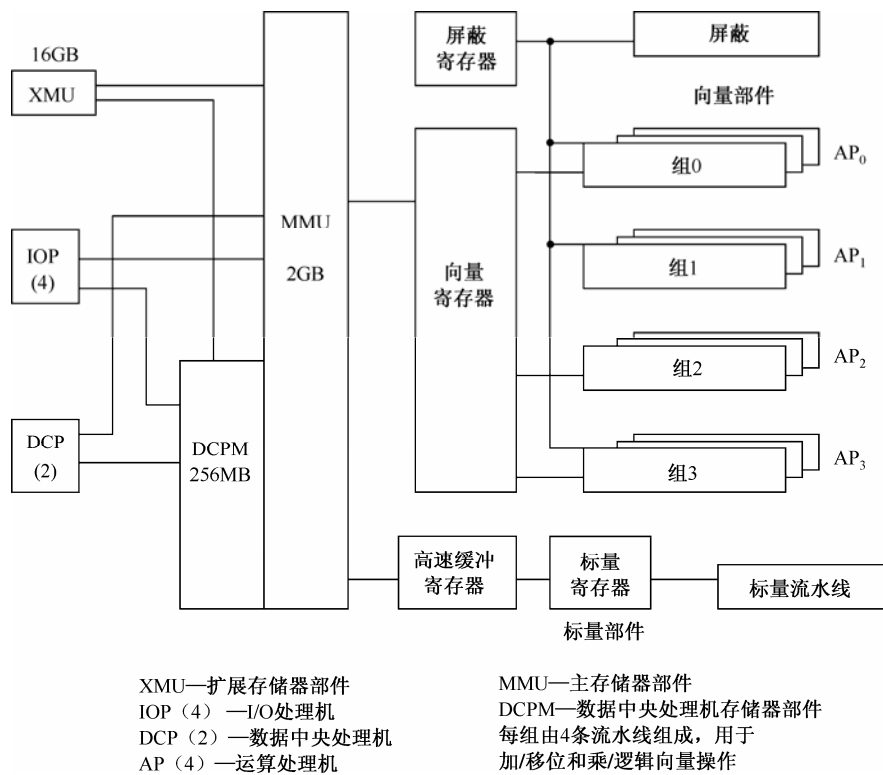 16GB
XMU
屏蔽
寄存器
屏蔽
向量部件
组0
AP₀
IOP
(4)
MMU
2GB
向量
寄存器
组1
AP₁
组2
AP₂
DCP
(2)
DCPM
256MB
组3
AP₃
高速缓冲
寄存器
标量
寄存器
标量流水线
标量部件
XMU—扩展存储器部件
IOP（4）—I/O处理机
DCP（2）—数据中央处理机
AP（4）—运算处理机
MMU—主存储器部件
DCPM—数据中央处理机存储器部件
每组由4条流水线组成，用于
加/移位和乘/逻辑向量操作